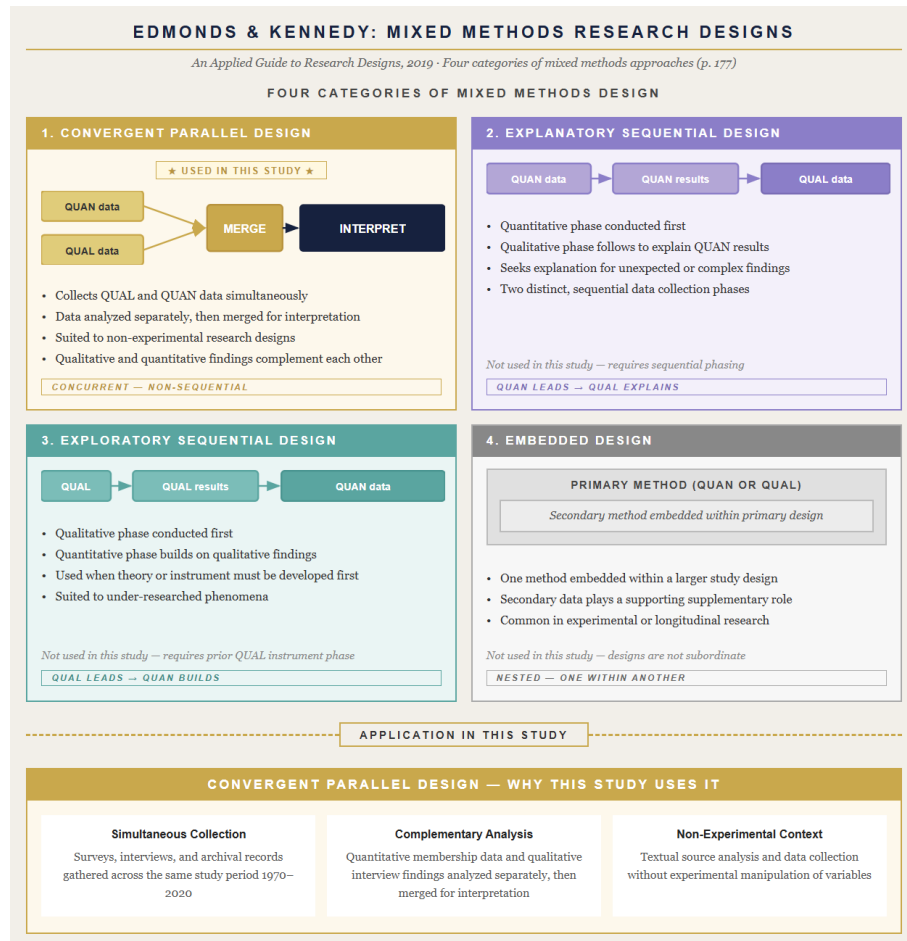 EDMONDS & KENNEDY: MIXED METHODS RESEARCH DESIGNS
An Applied Guide to Research Designs, 2019 · Four categories of mixed methods approaches (p. 177)
FOUR CATEGORIES OF MIXED METHODS DESIGN
1. CONVERGENT PARALLEL DESIGN
★ USED IN THIS STUDY ★
QUAN data
QUAL data
MERGE
INTERPRET
• Collects QUAL and QUAN data simultaneously
• Data analyzed separately, then merged for interpretation
• Suited to non-experimental research designs
• Qualitative and quantitative findings complement each other
CONCURRENT — NON-SEQUENTIAL
2. EXPLANATORY SEQUENTIAL DESIGN
QUAN data
QUAN results
QUAL data
• Quantitative phase conducted first
• Qualitative phase follows to explain QUAN results
• Seeks explanation for unexpected or complex findings
• Two distinct, sequential data collection phases
Not used in this study — requires sequential phasing
QUAN LEADS → QUAL EXPLAINS
3. EXPLORATORY SEQUENTIAL DESIGN
QUAL
QUAL results
QUAN data
• Qualitative phase conducted first
• Quantitative phase builds on qualitative findings
• Used when theory or instrument must be developed first
• Suited to under-researched phenomena
Not used in this study — requires prior QUAL instrument phase
QUAL LEADS → QUAN BUILDS
4. EMBEDDED DESIGN
PRIMARY METHOD (QUAN OR QUAL)
Secondary method embedded within primary design
• One method embedded within a larger study design
• Secondary data plays a supporting supplementary role
• Common in experimental or longitudinal research
Not used in this study — designs are not subordinate
NESTED — ONE WITHIN ANOTHER
APPLICATION IN THIS STUDY
CONVERGENT PARALLEL DESIGN — WHY THIS STUDY USES IT
Simultaneous Collection
Surveys, interviews, and archival records
gathered across the same study period 1970–
2020
Complementary Analysis
Quantitative membership data and qualitative
interview findings analyzed separately, then
merged for interpretation
Non-Experimental Context
Textual source analysis and data collection
without experimental manipulation of variables